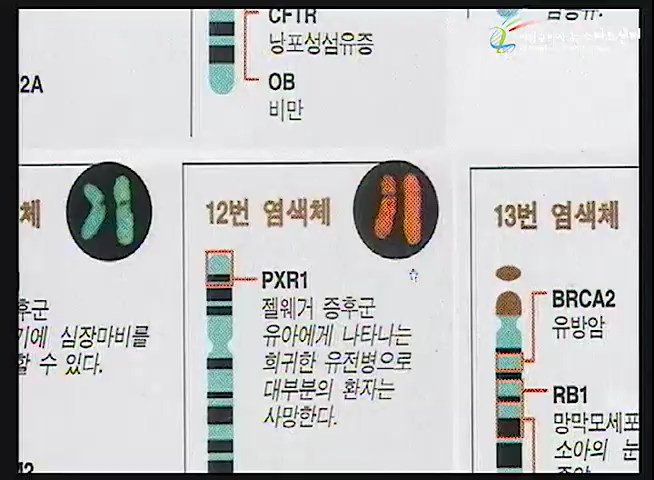 CFTR
낭포성섬유증
OB
비만
2A
체
후군
기에 심장마비를
할 수 있다.
12번 염색체
PXR1
젤웨거 증후군
유아에게 나타나는
희귀한 유전병으로
대부분의 환자는
사망한다.
13번 염색체
BRCA2
유방암
RB1
망막모세포
소아의 눈